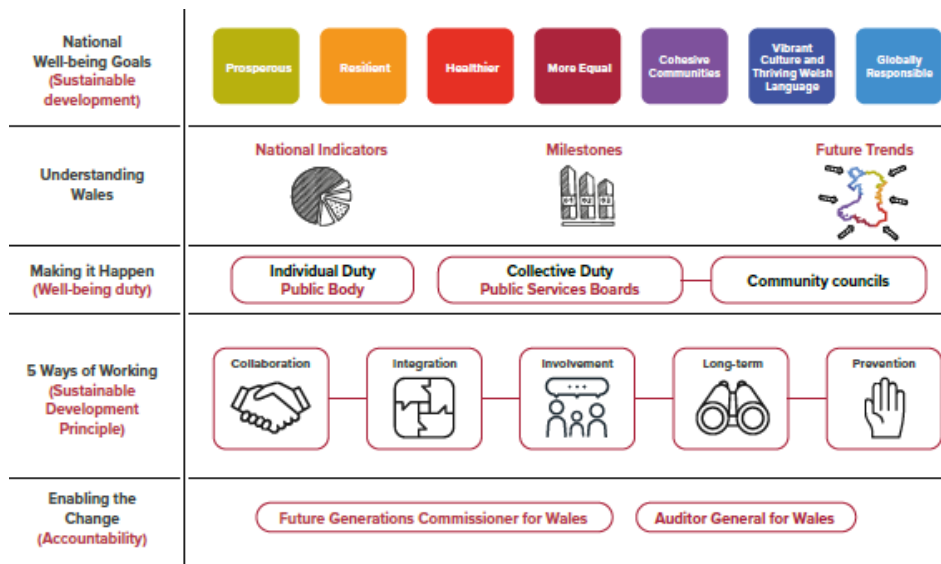 National
Well-being Goals
(Sustainable
development)
Prosperous
Resilient
Healthier
More Equal
Cohesive
Communities
Vibrant
Culture and
Thriving Welsh
Language
Globally
Responsible
Understanding
Wales
National Indicators
Milestones
Future Trends
Making it Happen
(Well-being duty)
Individual Duty
Public Body
Collective Duty
Public Services Boards
Community councils
5 Ways of Working
(Sustainable
Development
Principle)
Collaboration
Integration
Involvement
Long-term
Prevention
Enabling the
Change
(Accountability)
Future Generations Commissioner for Wales
Auditor General for Wales